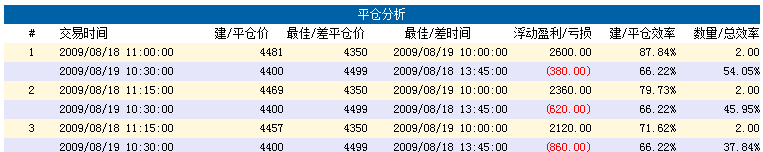 平仓分析
# 交易时间 建/平仓价 最佳/差平仓价 最佳/差时间 浮动盈利/亏损 建/平仓效率 数量/总效率
1 2009/08/18 11:00:00 4481 4350 2009/08/19 10:00:00 2600.00 87.84% 2.00
2009/08/19 10:30:00 4400 4499 2009/08/18 13:45:00 (380.00) 66.22% 54.05%
2 2009/08/18 11:15:00 4469 4350 2009/08/19 10:00:00 2360.00 79.73% 2.00
2009/08/19 10:30:00 4400 4499 2009/08/18 13:45:00 (620.00) 66.22% 45.95%
3 2009/08/18 11:15:00 4457 4350 2009/08/19 10:00:00 2120.00 71.62% 2.00
2009/08/19 10:30:00 4400 4499 2009/08/18 13:45:00 (860.00) 66.22% 37.84%